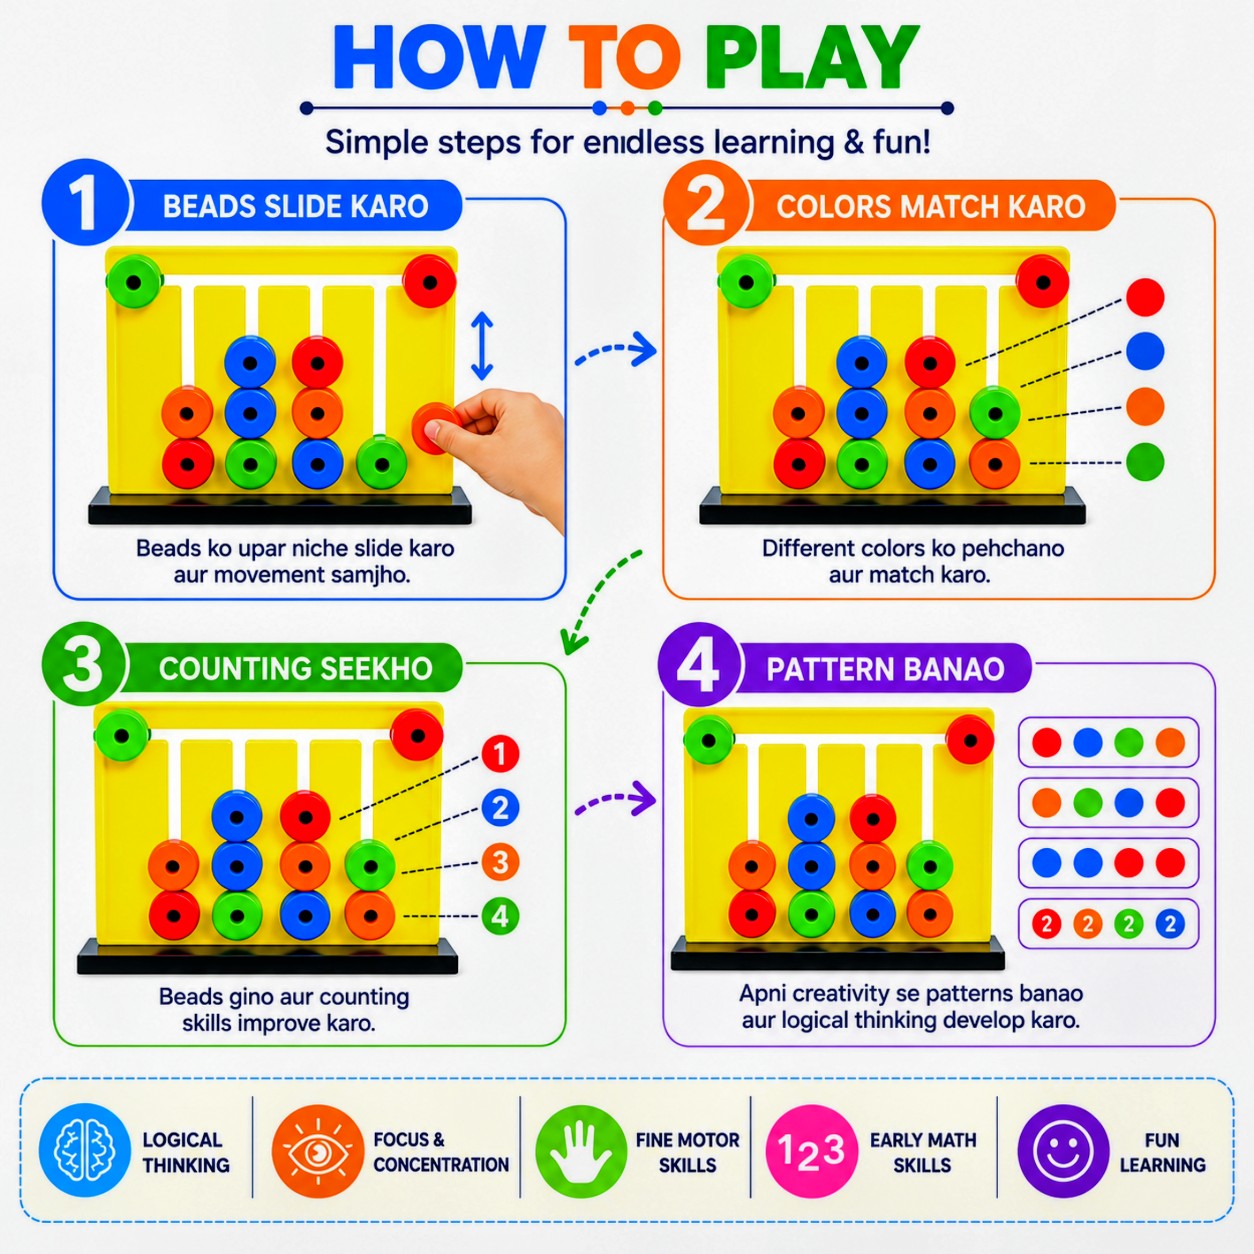 HOW TO PLAY
Simple steps for endless learning & fun!
1 BEADS SLIDE KARO
Beads ko upar niche slide karo
aur movement samjho.
2 COLORS MATCH KARO
Different colors ko pehchano
aur match karo.
3 COUNTING SEEKHO
1
2
3
4
Beads gino aur counting
skills improve karo.
4 PATTERN BANAO
2 2 2 2
Apni creativity se patterns banao
aur logical thinking develop karo.
LOGICAL
THINKING
FOCUS &
CONCENTRATION
FINE MOTOR
SKILLS
123
EARLY MATH
SKILLS
FUN
LEARNING